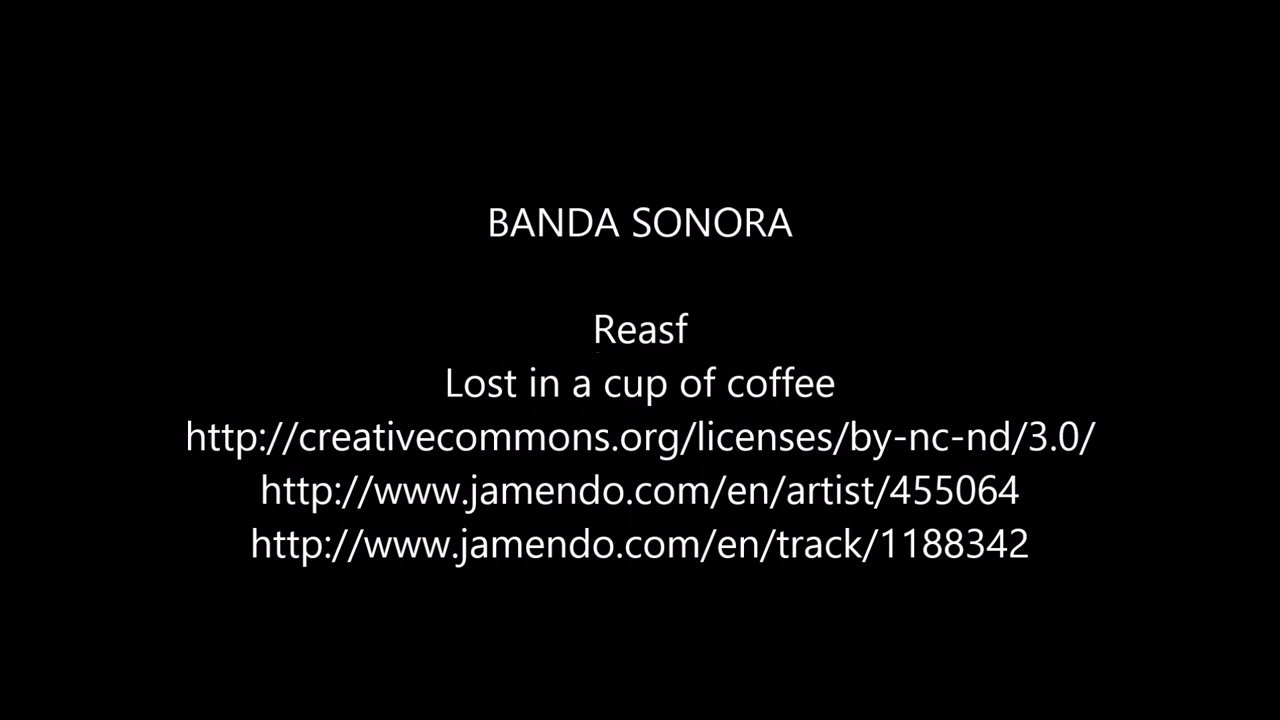 BANDA SONORA
Reasf
Lost in a cup of coffee
http://creativecommons.org/licenses/by-nc-nd/3.0/
http://www.jamendo.com/en/artist/455064
http://www.jamendo.com/en/track/1188342